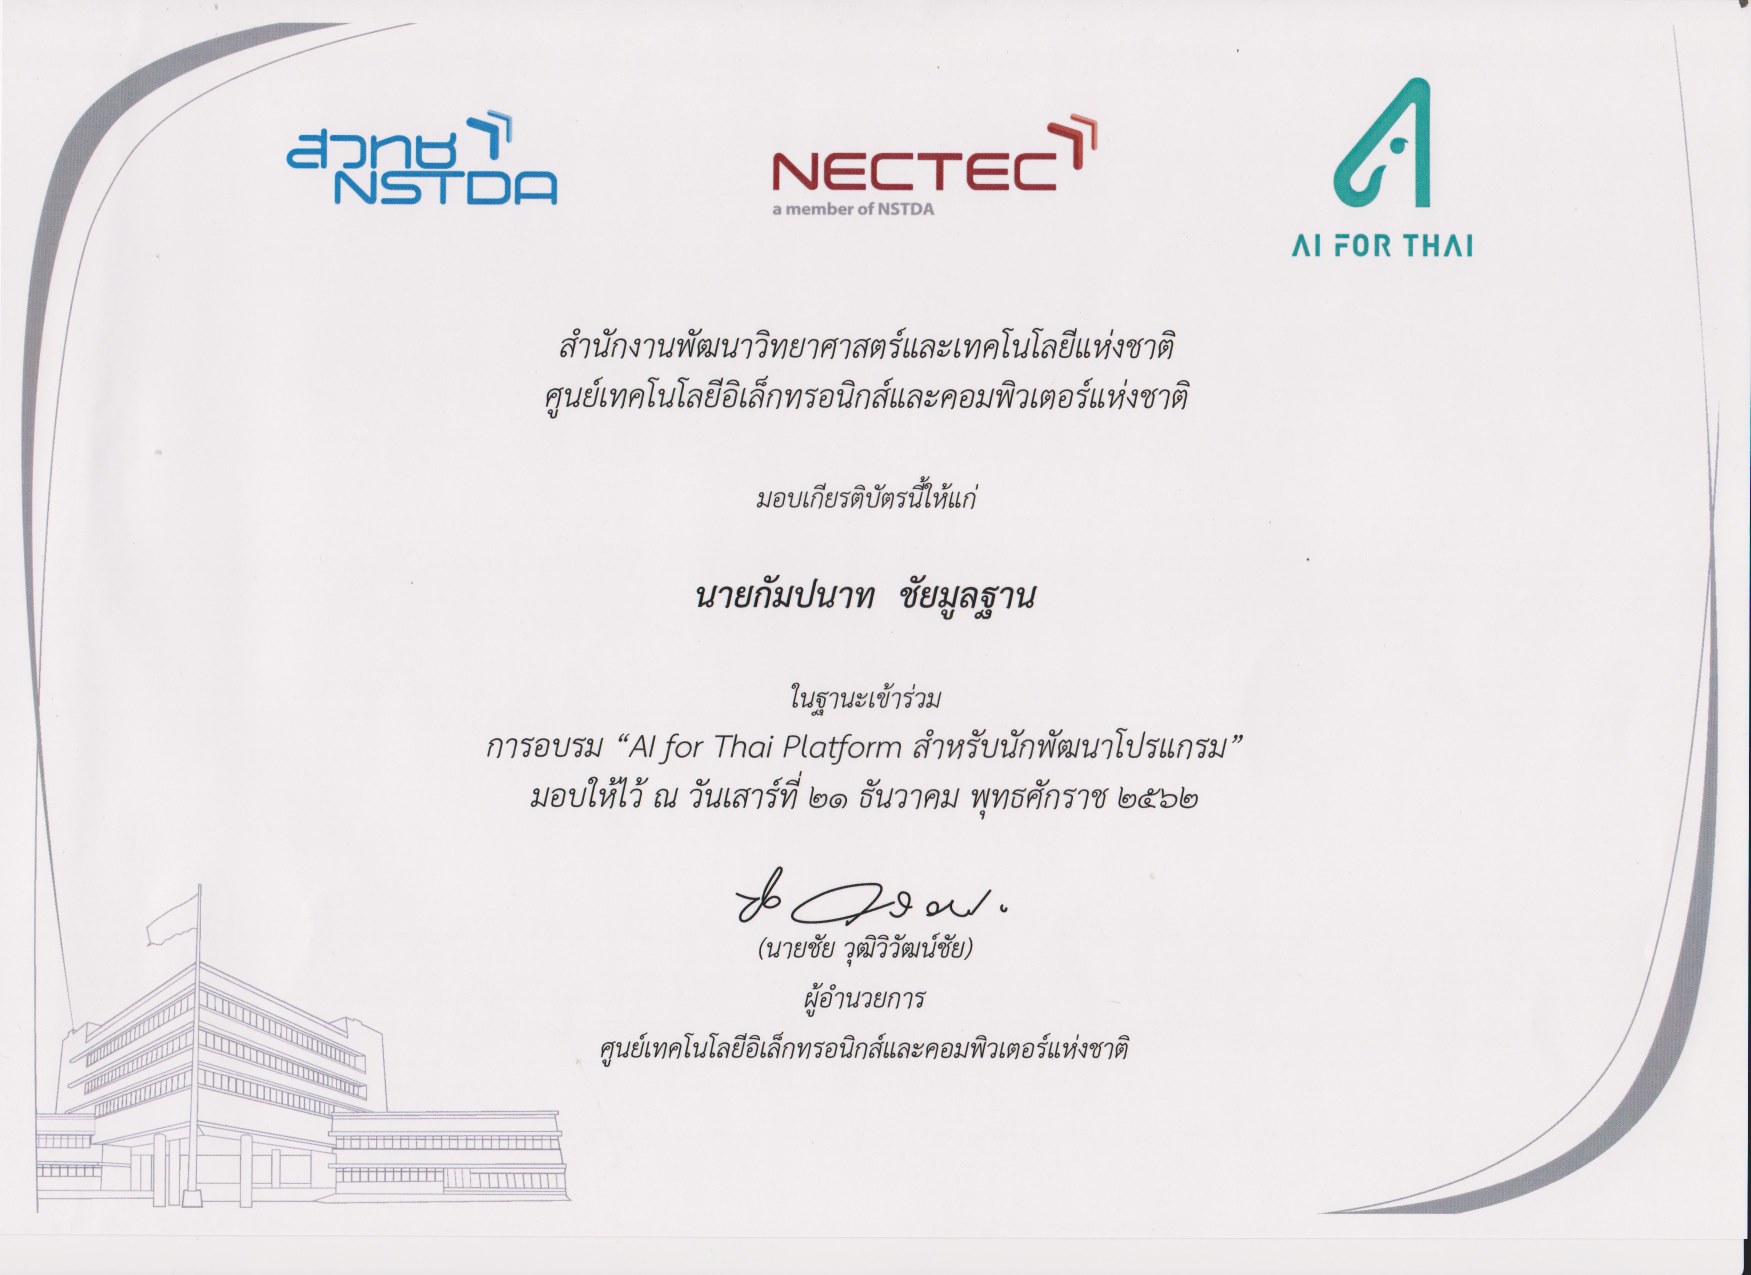 สวทช
NSTDA
NECTEC
a member of NSTDA
AI FOR THAI
สำนักงานพัฒนาวิทยาศาสตร์และเทคโนโลยีแห่งชาติ
ศูนย์เทคโนโลยีอิเล็กทรอนิกส์และคอมพิวเตอร์แห่งชาติ
มอบเกียรติบัตรนี้ให้แก่
นายกัมปนาท ชัยมูลฐาน
ในฐานะเข้าร่วม
การอบรม “AI for Thai Platform สำหรับนักพัฒนาโปรแกรม”
มอบให้ไว้ ณ วันเสาร์ที่ ๒๑ ธันวาคม พุทธศักราช ๒๕๖๒
(นายชัย วุฒิวิวัฒน์ชัย)
ผู้อำนวยการ
ศูนย์เทคโนโลยีอิเล็กทรอนิกส์และคอมพิวเตอร์แห่งชาติ